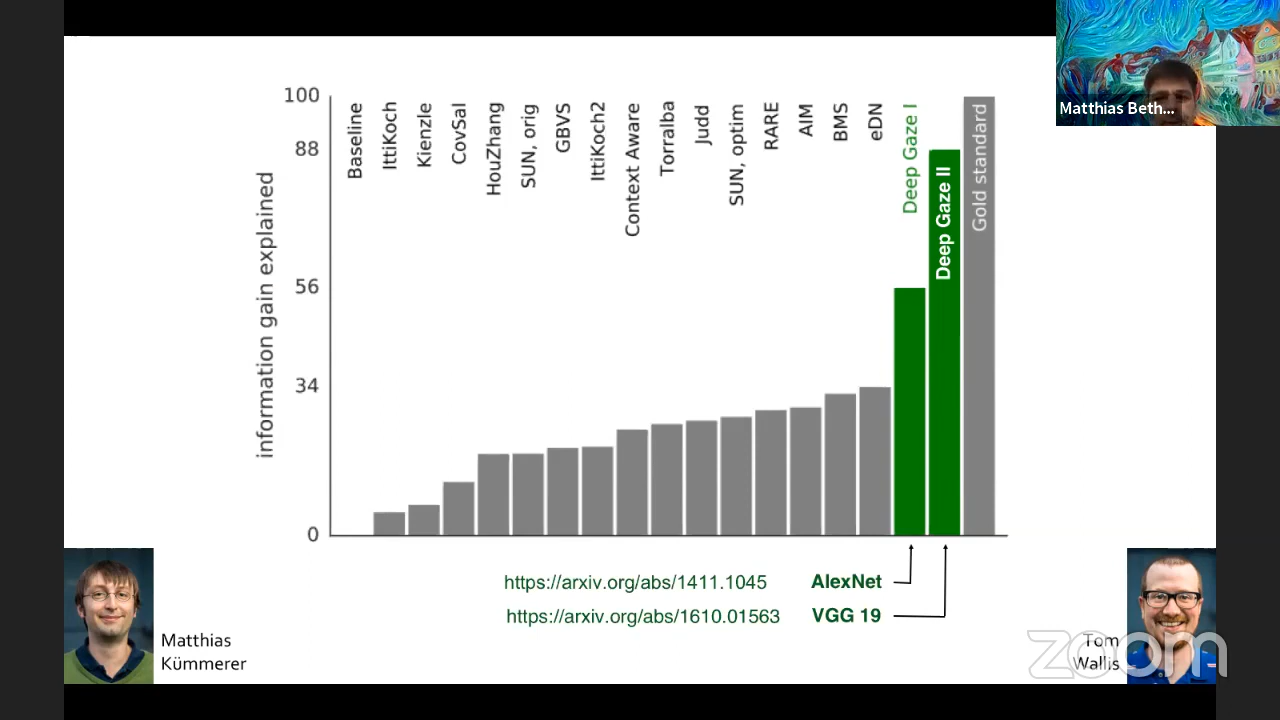 Matthias Beth...
100
88
56
34
0
information gain explained
Baseline
IttiKoch
Kienzle
CovSal
HouZhang
SUN, orig
GBVS
IttiKoch2
Context Aware
Torralba
Judd
SUN, optim
RARE
AIM
BMS
eDN
Deep Gaze I
Deep Gaze II
Gold standard
https://arxiv.org/abs/1411.1045 AlexNet
https://arxiv.org/abs/1610.01563 VGG 19
Matthias
Kümmerer
Tom
Wallis
zoom